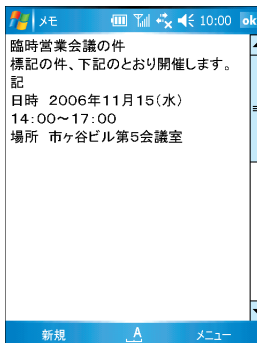 メモ 10:00 ok
臨時営業会議の件
標記の件、下記のとおり開催します。
記
日時 2006年11月15(水)
14:00~17:00
場所 市ヶ谷ビル第5会議室
新規 A メニュー